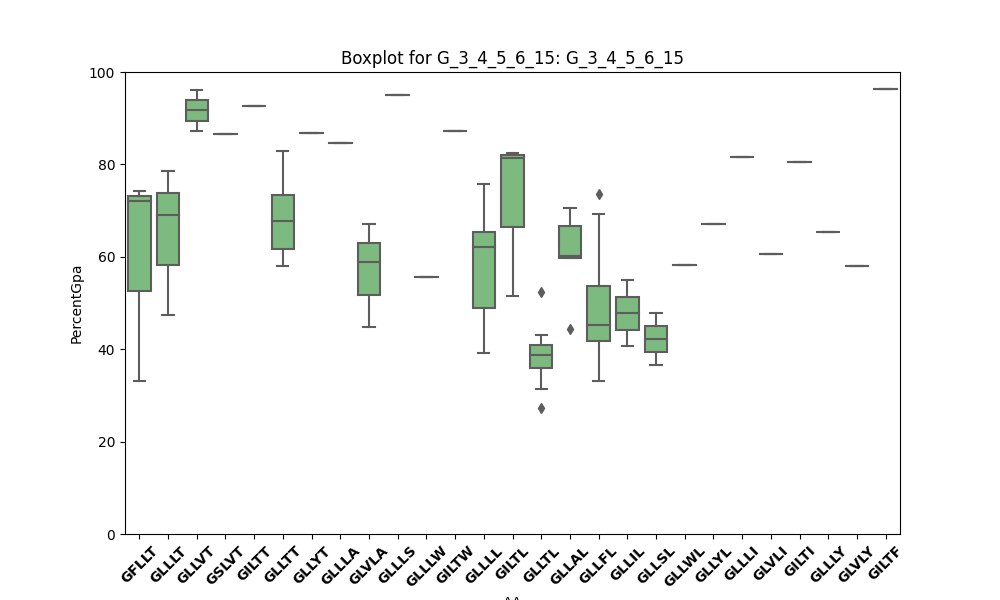 Boxplot for G_3_4_5_6_15: G_3_4_5_6_15
100
80
60
40
20
0
PercentGpa
GFLLT
GLLLT
GLLVT
GSLVT
GILTT
GLLTT
GLLYT
GLLLA
GLVLA
GLLLS
GLLLW
GILTW
GLLLL
GILTL
GLLTL
GLLAL
GLLFL
GLLIL
GLLSL
GLLWL
GLLYL
GLLLI
GLVLI
GILTI
GLLLY
GLVLY
GILTF